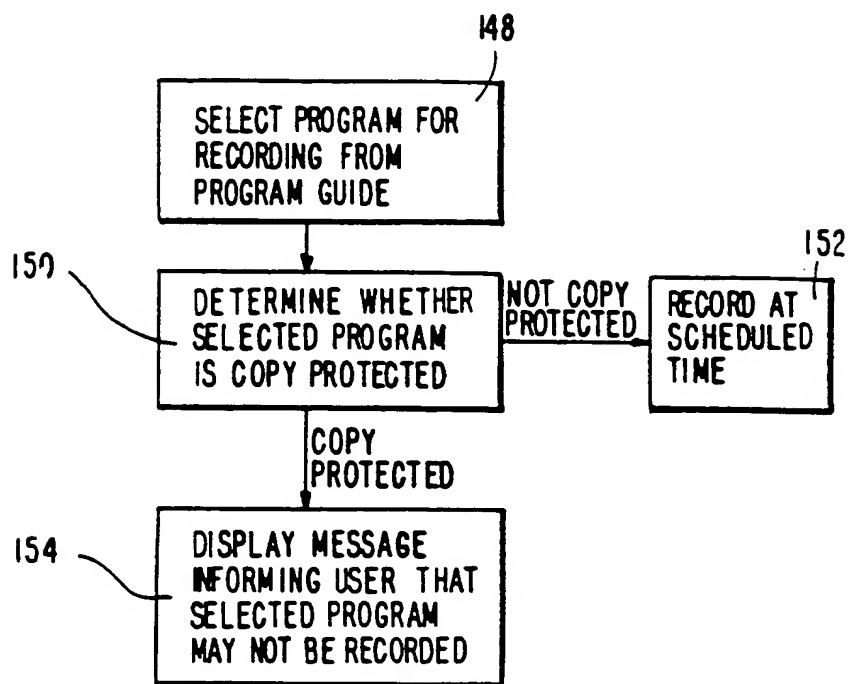 148
SELECT PROGRAM FOR
RECORDING FROM
PROGRAM GUIDE
150
DETERMINE WHETHER
SELECTED PROGRAM
IS COPY PROTECTED
NOT COPY
PROTECTED
152
RECORD AT
SCHEDULED
TIME
COPY
PROTECTED
154
DISPLAY MESSAGE
INFORMING USER THAT
SELECTED PROGRAM
MAY NOT BE RECORDED